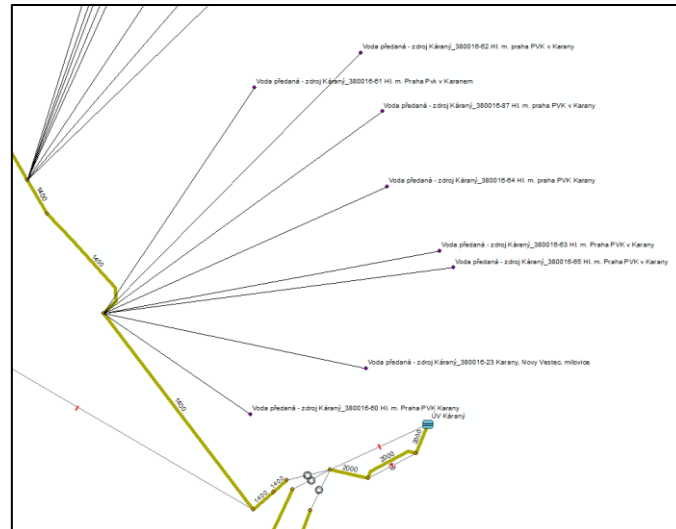 Voda předaná - zdroj Káraný_380016-62 Hl. m. praha PVK v Karany
Voda předaná - zdroj Káraný_380016-61 Hl. m. Praha Pvk v Karanem
Voda předaná - zdroj Káraný_380016-87 Hl. m. praha PVK v Karany
Voda předaná - zdroj Káraný_380016-64 Hl. m. praha PVK Karany
1400
Voda předaná - zdroj Káraný_380016-63 Hl. m. Praha PVK v Karany
1400
Voda předaná - zdroj Káraný_380016-65 Hl. m. Praha PVK v Karany
Voda předaná - zdroj Káraný_380016-23 Karany, Novy Vestec, milovice
1400
Voda předaná - zdroj Káraný_380016-60 Hl. m. Praha PVK Karany
ÚV Káraný
2000
2000
2000
1400
1400